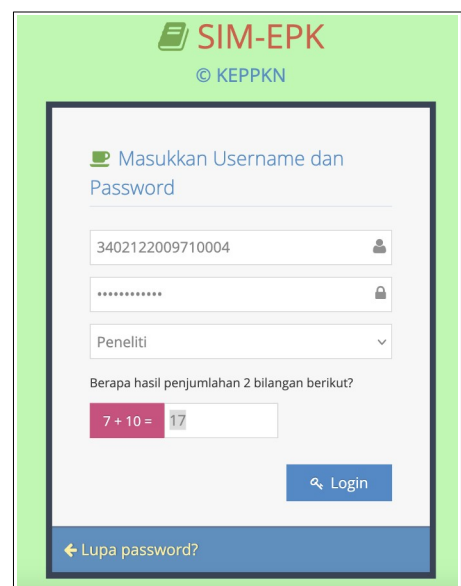 SIM-EPK
© KEPPKN
Masukkan Username dan
Password
3402122009710004
••••••••••••
Peneliti
Berapa hasil penjumlahan 2 bilangan berikut?
7 + 10 = 17
Login
Lupa password?